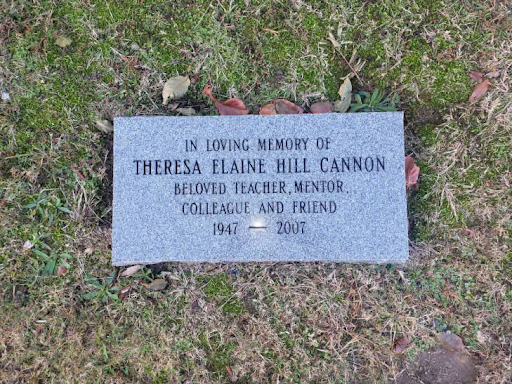 IN LOVING MEMORY OF
THERESA ELAINE HILL CANNON
BELOVED TEACHER, MENTOR,
COLLEAGUE AND FRIEND
1947 — 2007